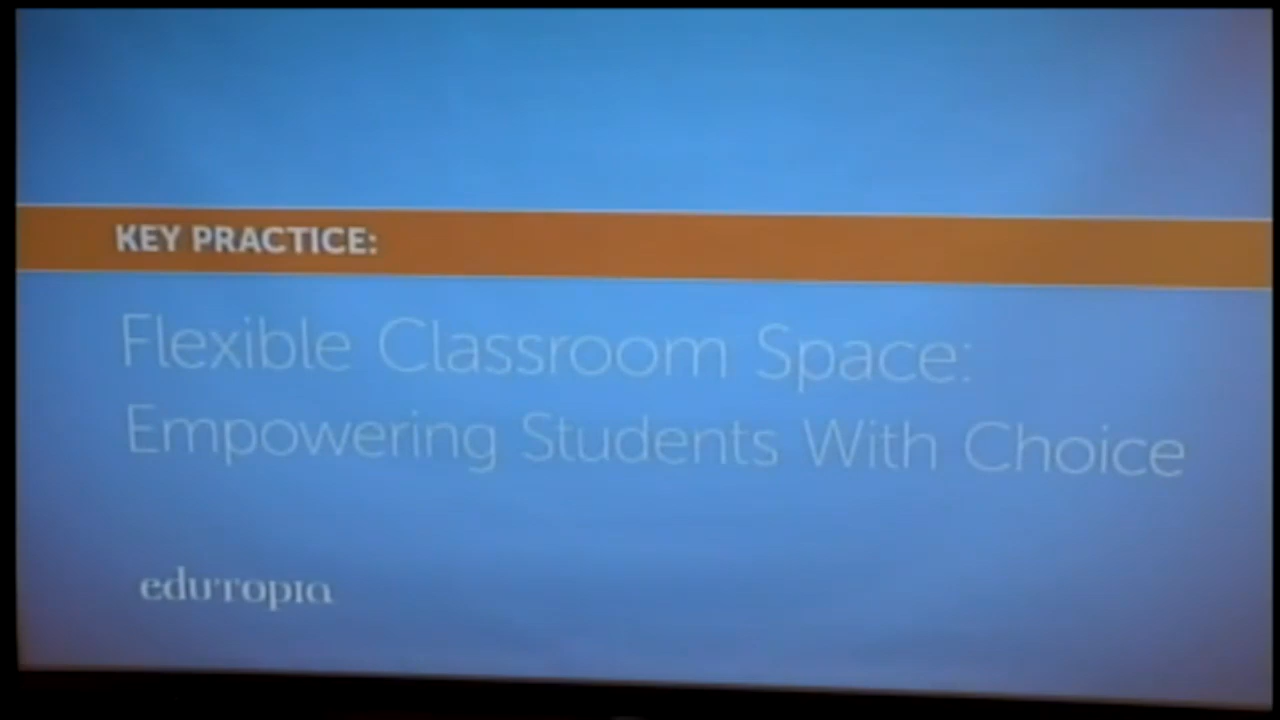 KEY PRACTICE:
Flexible Classroom Space:
Empowering Students With Choice
edutopia